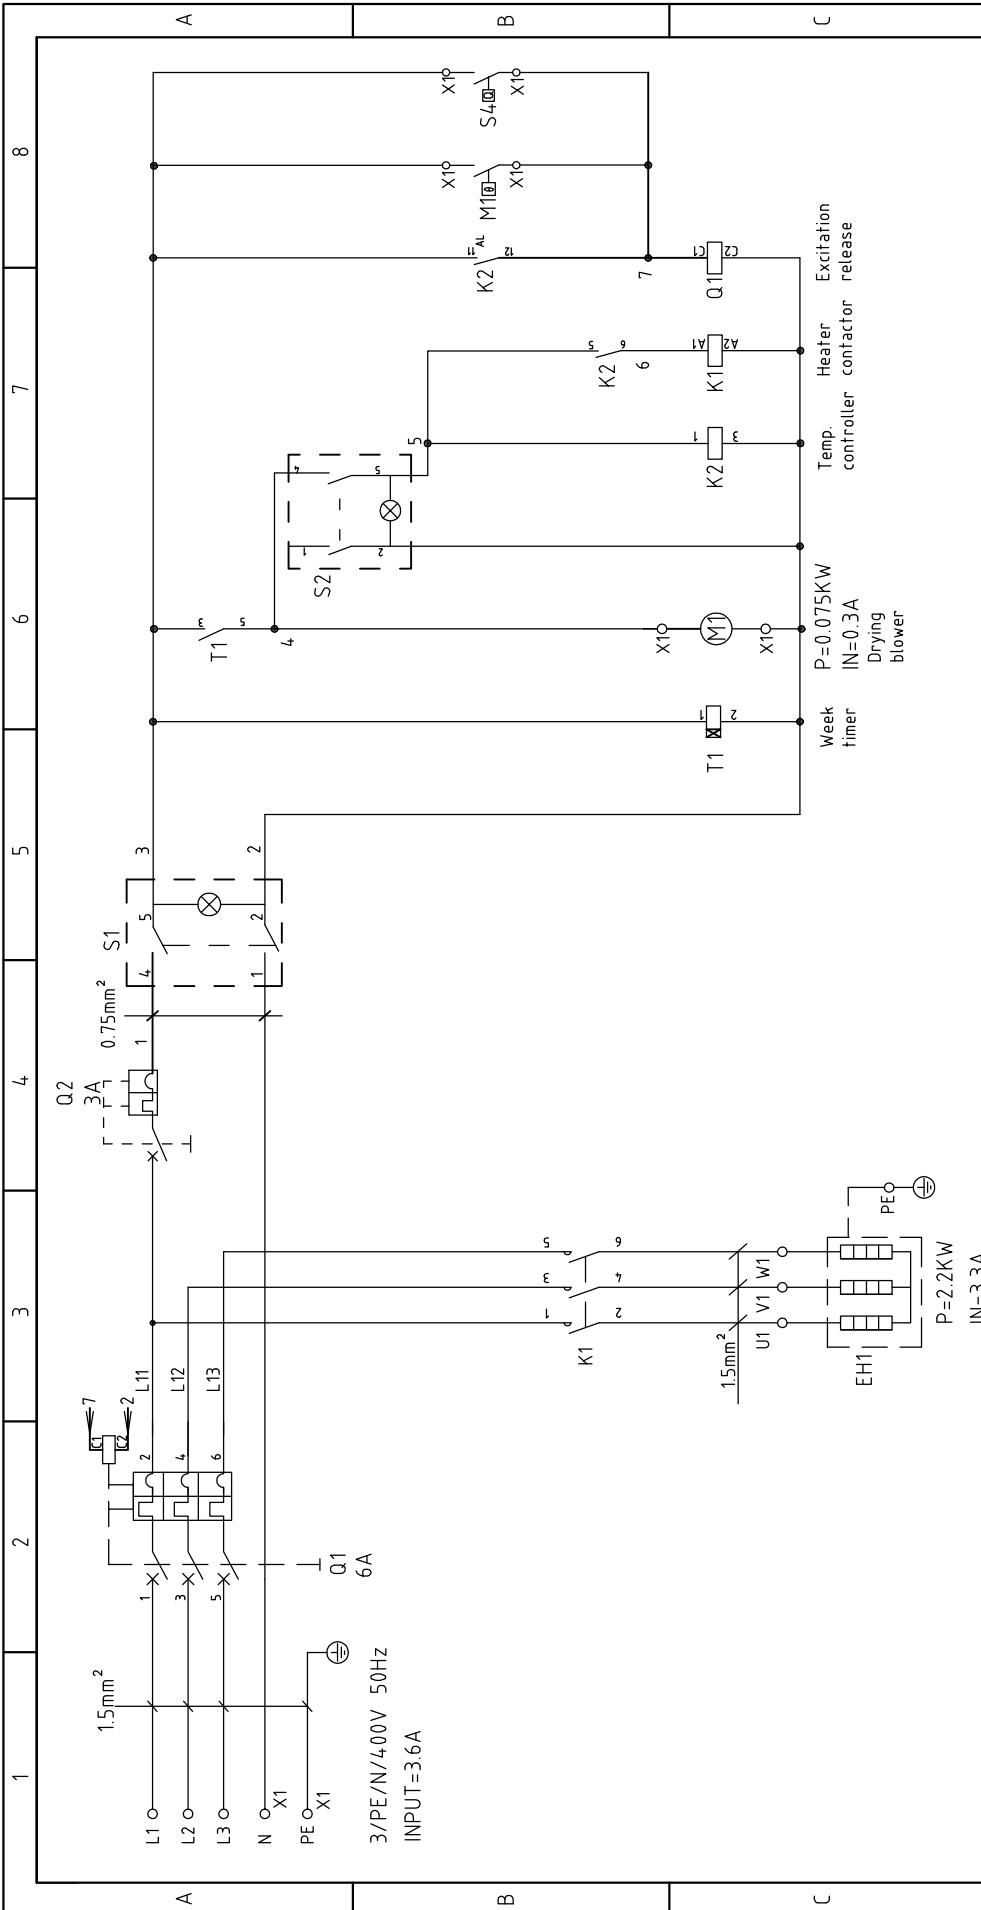 1
2
3
4
5
6
7
8
A
B
C
A
B
C
L1
L2
L3
N
X1
PE
X1
3/PE/N/400V 50Hz
INPUT=3.6A
1.5mm²
1
3
5
Q1
6A
2
4
6
C1
C2
7
2
L11
L12
L13
Q2
3A
1
0.75mm²
S1
4
5
1
2
3
2
K1
1
2
3
4
5
6
1.5mm²
U1
V1
W1
EH1
PE
P=2.2KW
IN=3.3A
T1
1
2
Week
timer
T1
3
5
4
X1
M1
X1
P=0.075KW
IN=0.3A
Drying
blower
S2
1
2
4
5
5
K2
1
3
Temp.
controller
K2
5
6
6
K1
A1
A2
Heater
contactor
K2
11
AL
12
7
Q1
C1
C2
Excitation
release
X1
M1
θ
X1
X1
S4
Q
X1